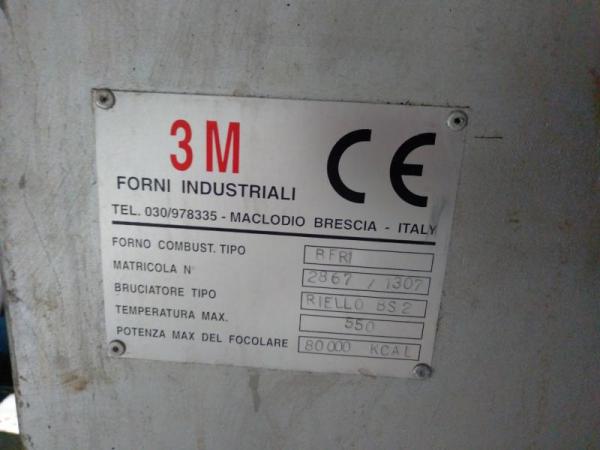 3M
CE
FORNI INDUSTRIALI
TEL. 030/978335 - MACLODIO BRESCIA - ITALY
FORNO COMBUST. TIPO BFR1
MATRICOLA N° 2867 / 1307
BRUCIATORE TIPO RIELLO BS2
TEMPERATURA MAX. 550
POTENZA MAX DEL FOCOLARE 80000 KCAL